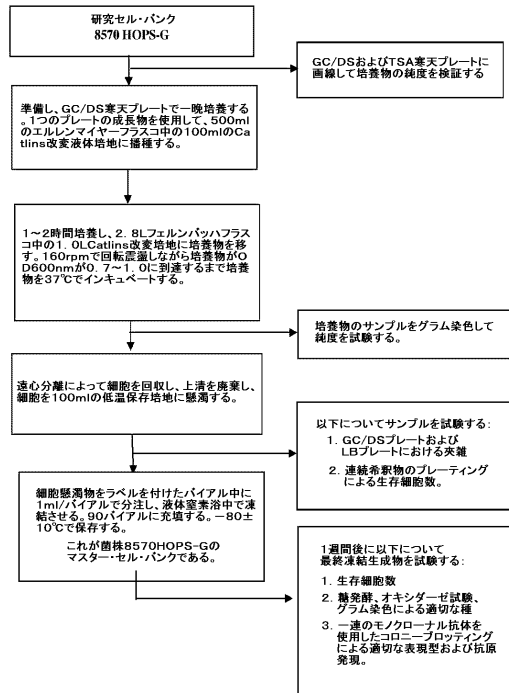 研究セル・バンク
8570 HOPS-G
GC/DSおよびTSA寒天プレートに
画線して培養物の純度を検証する
準備し、GC/DS寒天プレートで一晩培養する
。1つのプレートの成長物を使用して、500ml
のエルレンマイヤーフラスコ中の100mlのCa
tlins改変液体培地に播種する。
1～2時間培養し、2．8Lフェルンバッハフラス
コ中の1．0LCatlins改変培地に培養物を移
す。160rpmで回転震盪しながら培養物がO
D600nmが0．7～1．0に到達するまで培養
物を37℃でインキュベートする。
培養物のサンプルをグラム染色して
純度を試験する。
遠心分離によって細胞を回収し、上清を廃棄し、
細胞を100mlの低温保存培地に懸濁する。
以下についてサンプルを試験する:
1. GC/DSプレートおよび
LBプレートにおける夾雑
2. 連続希釈物のプレーティング
による生存細胞数。
細胞懸濁物をラベルを付けたバイアル中に
1ml/バイアルで分注し、液体窒素浴中で凍
結させる。90バイアルに充填する。－80±
10℃で保存する。
これが菌株8570HOPS-Gの
マスター・セル・バンクである。
1週間後に以下について
最終凍結生成物を試験する:
1. 生存細胞数
2. 糖発酵、オキシダーゼ試験、
グラム染色による適切な種
3. 一連のモノクローナル抗体を
使用したコロニーブロッティング
による適切な表現型および抗原
発現。